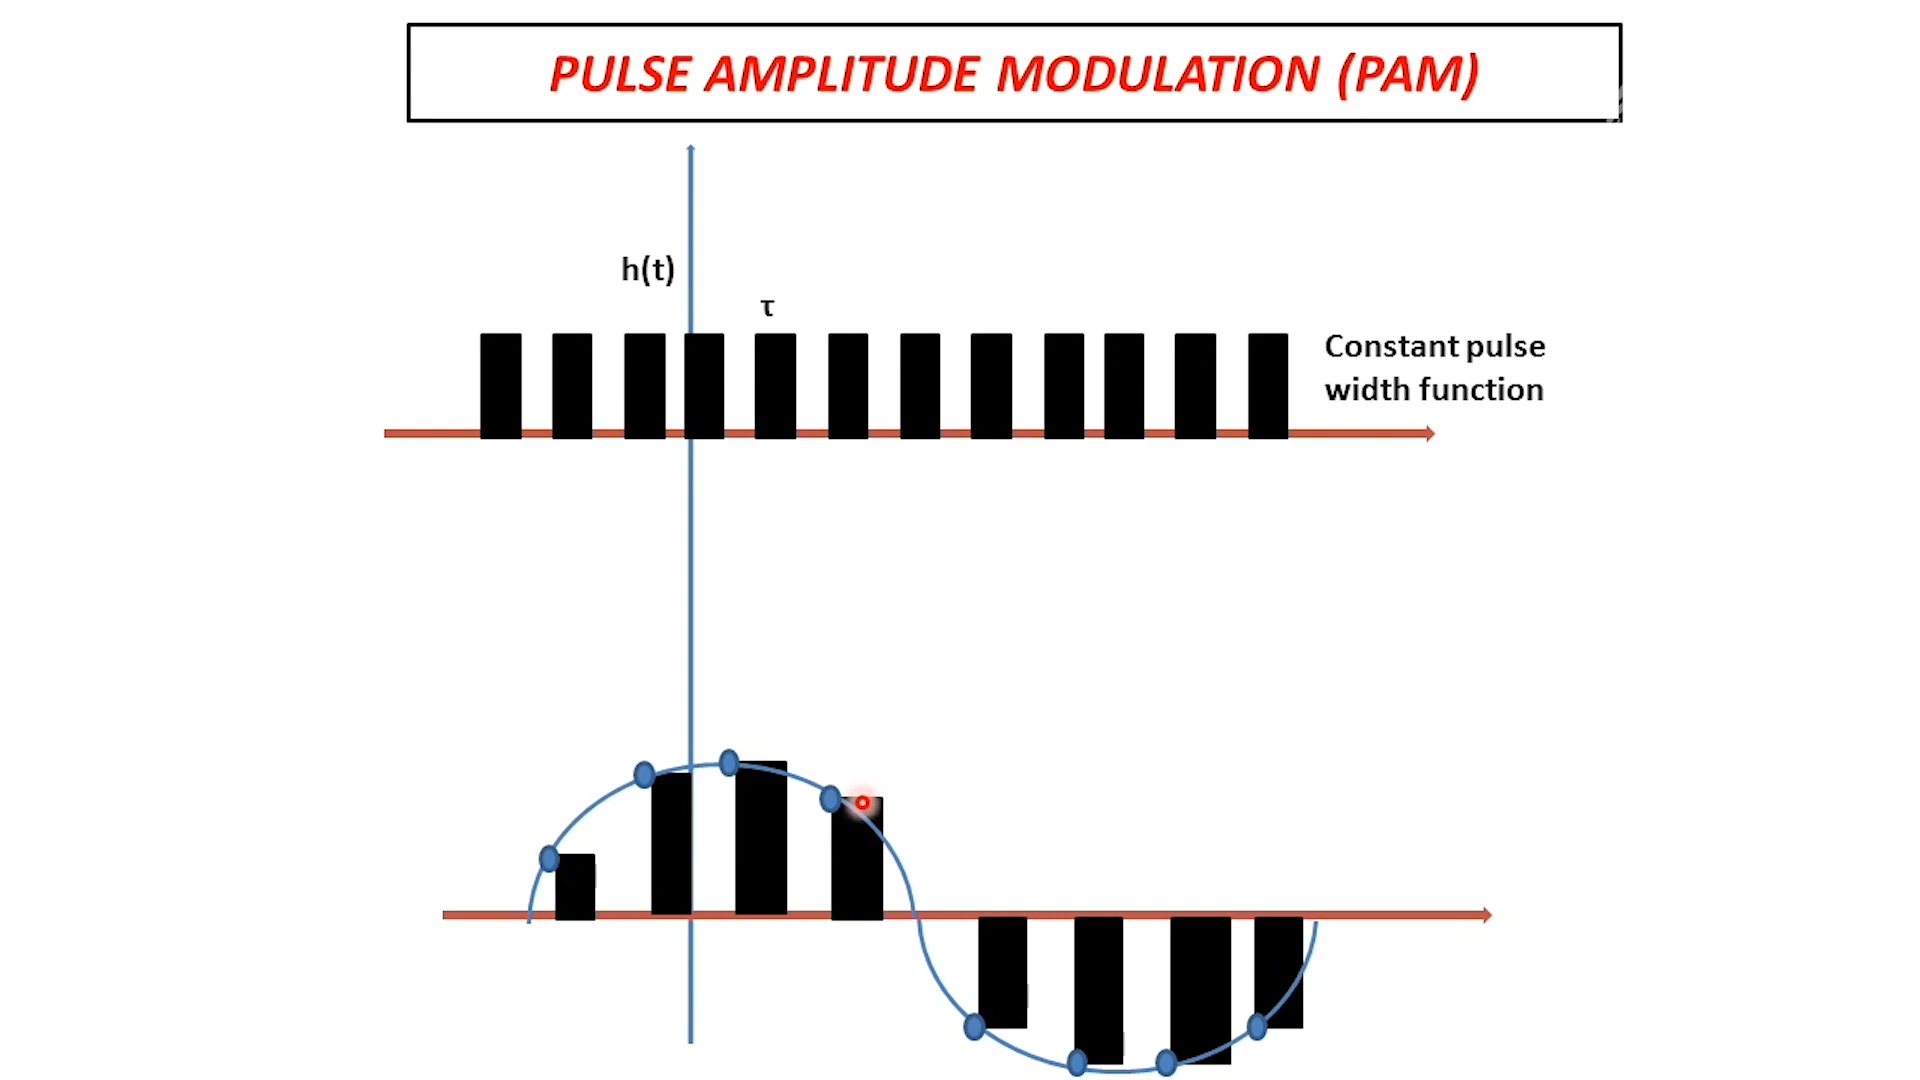 PULSE AMPLITUDE MODULATION (PAM)
h(t)
τ
Constant pulse
width function